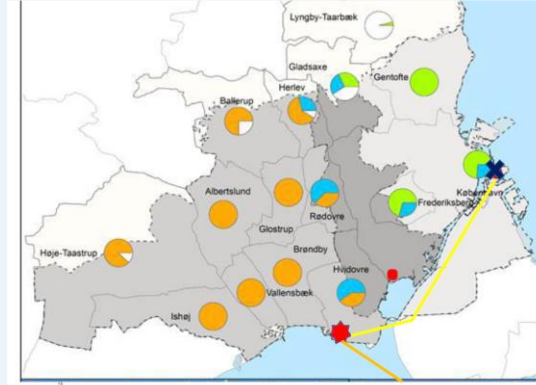 Lyngby-Taarbæk
Gladsaxe
Gentofte
Herlev
Ballerup
København
Albertslund
Frederiksberg
Rødovre
Glostrup
Høje-Taastrup
Brøndby
Hvidovre
Vallensbæk
Ishøj